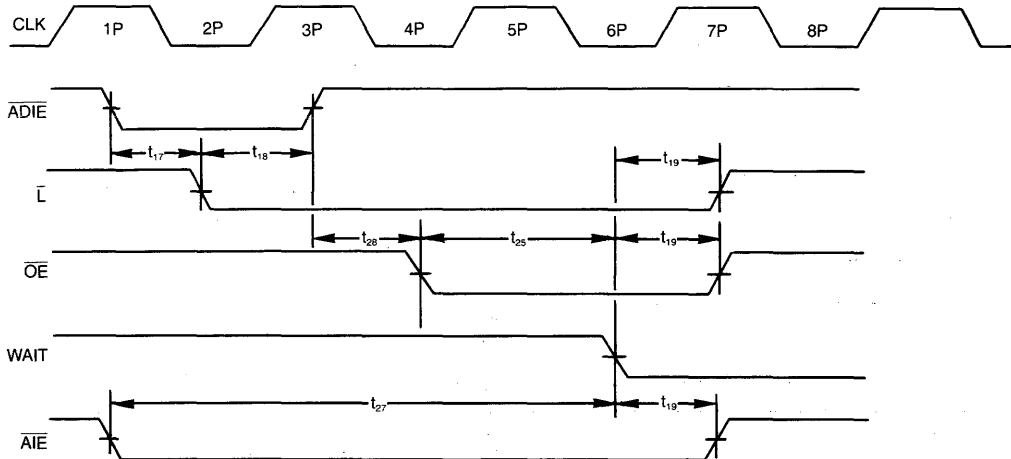 CLK 1P 2P 3P 4P 5P 6P 7P 8P
ADIE
t17 t18 t19
L
t28 t25 t19
OE
WAIT
t27 t19
AIE